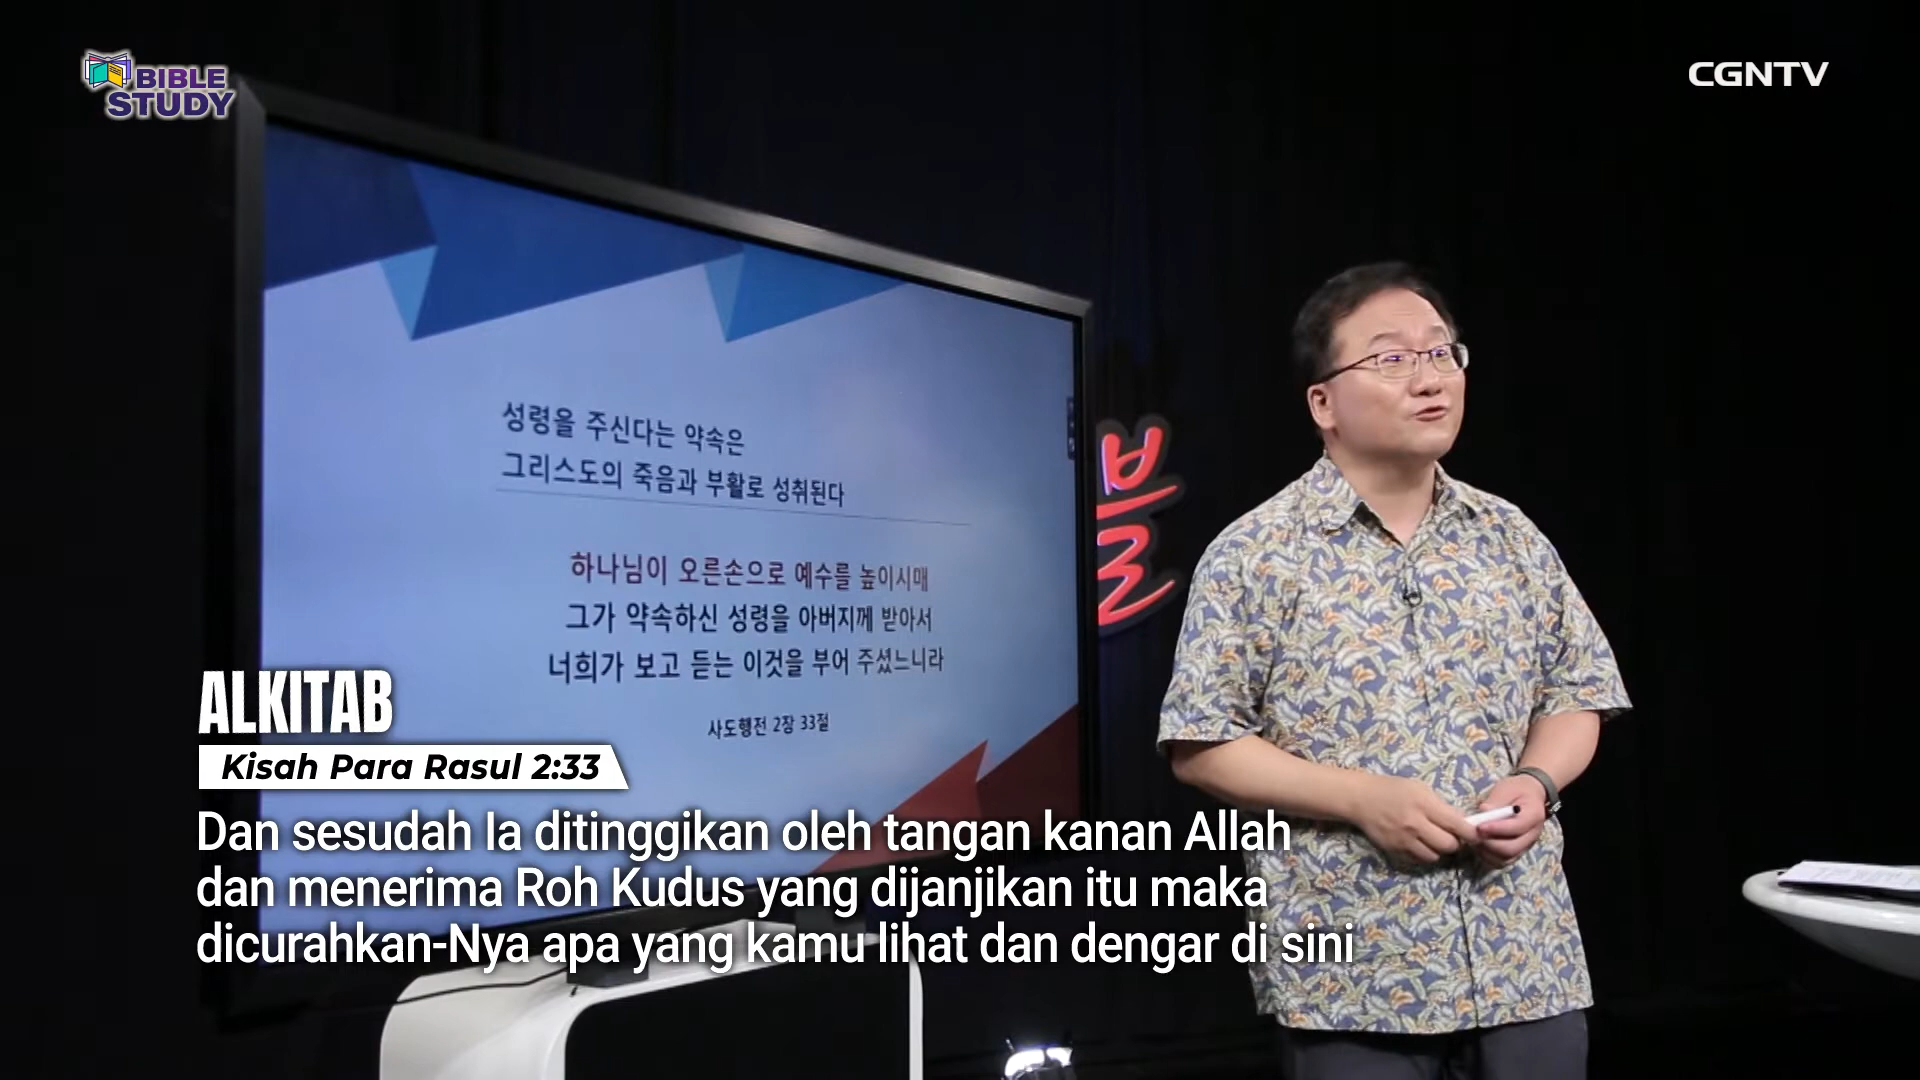 BIBLE
STUDY
CGNTV
성령을 주신다는 약속은
그리스도의 죽음과 부활로 성취된다
하나님이 오른손으로 예수를 높이시매
그가 약속하신 성령을 아버지께 받아서
너희가 보고 듣는 이것을 부어 주셨느니라
사도행전 2장 33절
블
ALKITAB
Kisah Para Rasul 2:33
Dan sesudah Ia ditinggikan oleh tangan kanan Allah
dan menerima Roh Kudus yang dijanjikan itu maka
dicurahkan-Nya apa yang kamu lihat dan dengar di sini